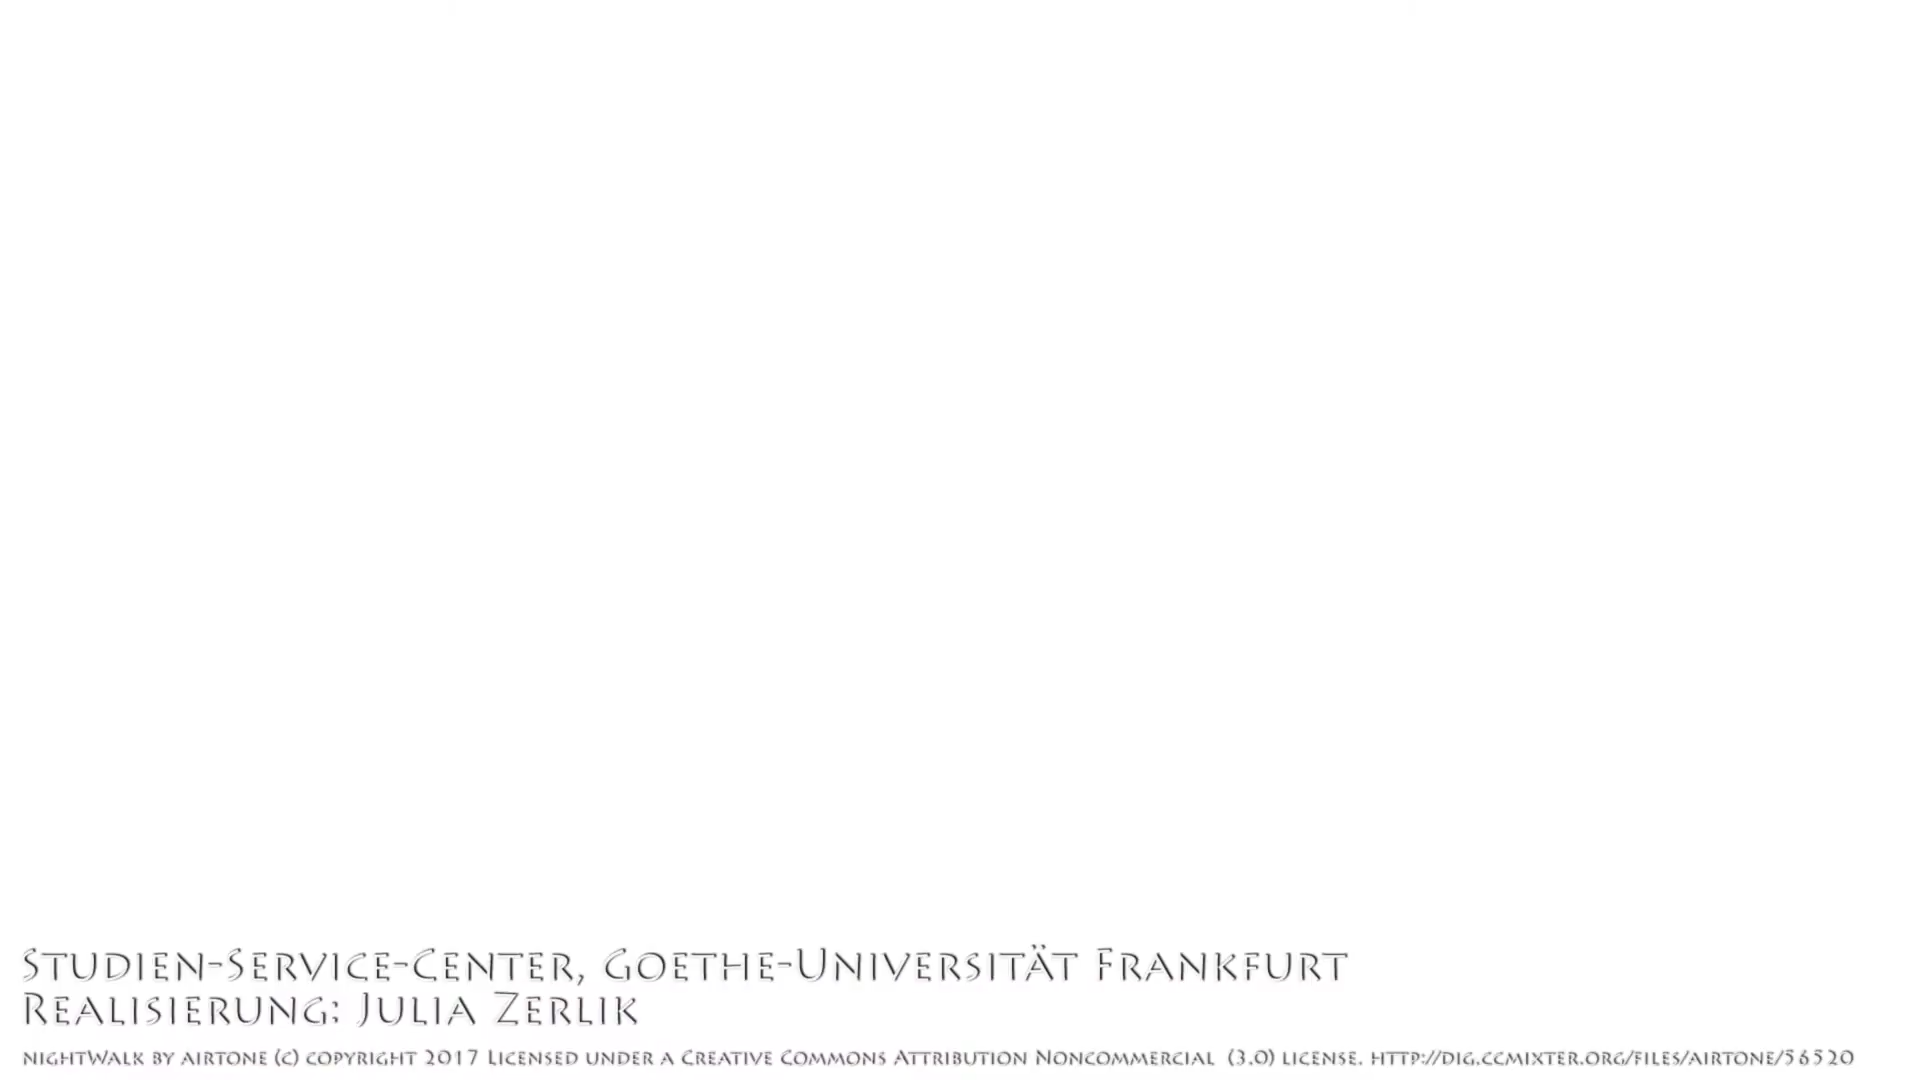 Studien-Service-Center, Goethe-Universität Frankfurt
Realisierung: Julia Zerlik
nightWalk by airtone (c) copyright 2017 Licensed under a Creative Commons Attribution Noncommercial (3.0) license. http://dig.ccmixter.org/files/airtone/56520